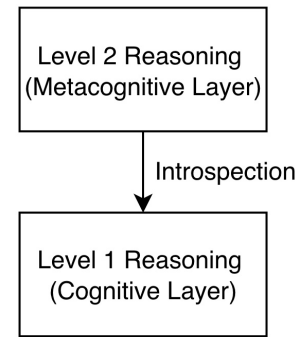 Level 2 Reasoning
(Metacognitive Layer)
Introspection
Level 1 Reasoning
(Cognitive Layer)